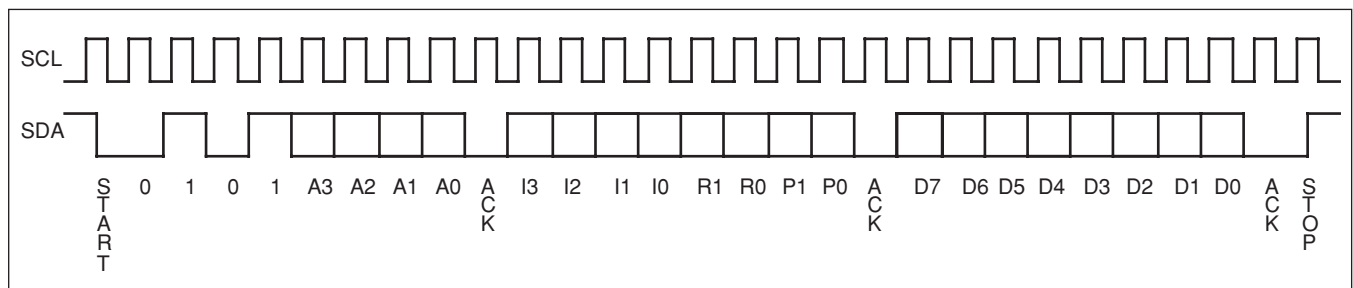 SCL
SDA
START 0 1 0 1 A3 A2 A1 A0 ACK I3 I2 I1 I0 R1 R0 P1 P0 ACK D7 D6 D5 D4 D3 D2 D1 D0 ACK STOP